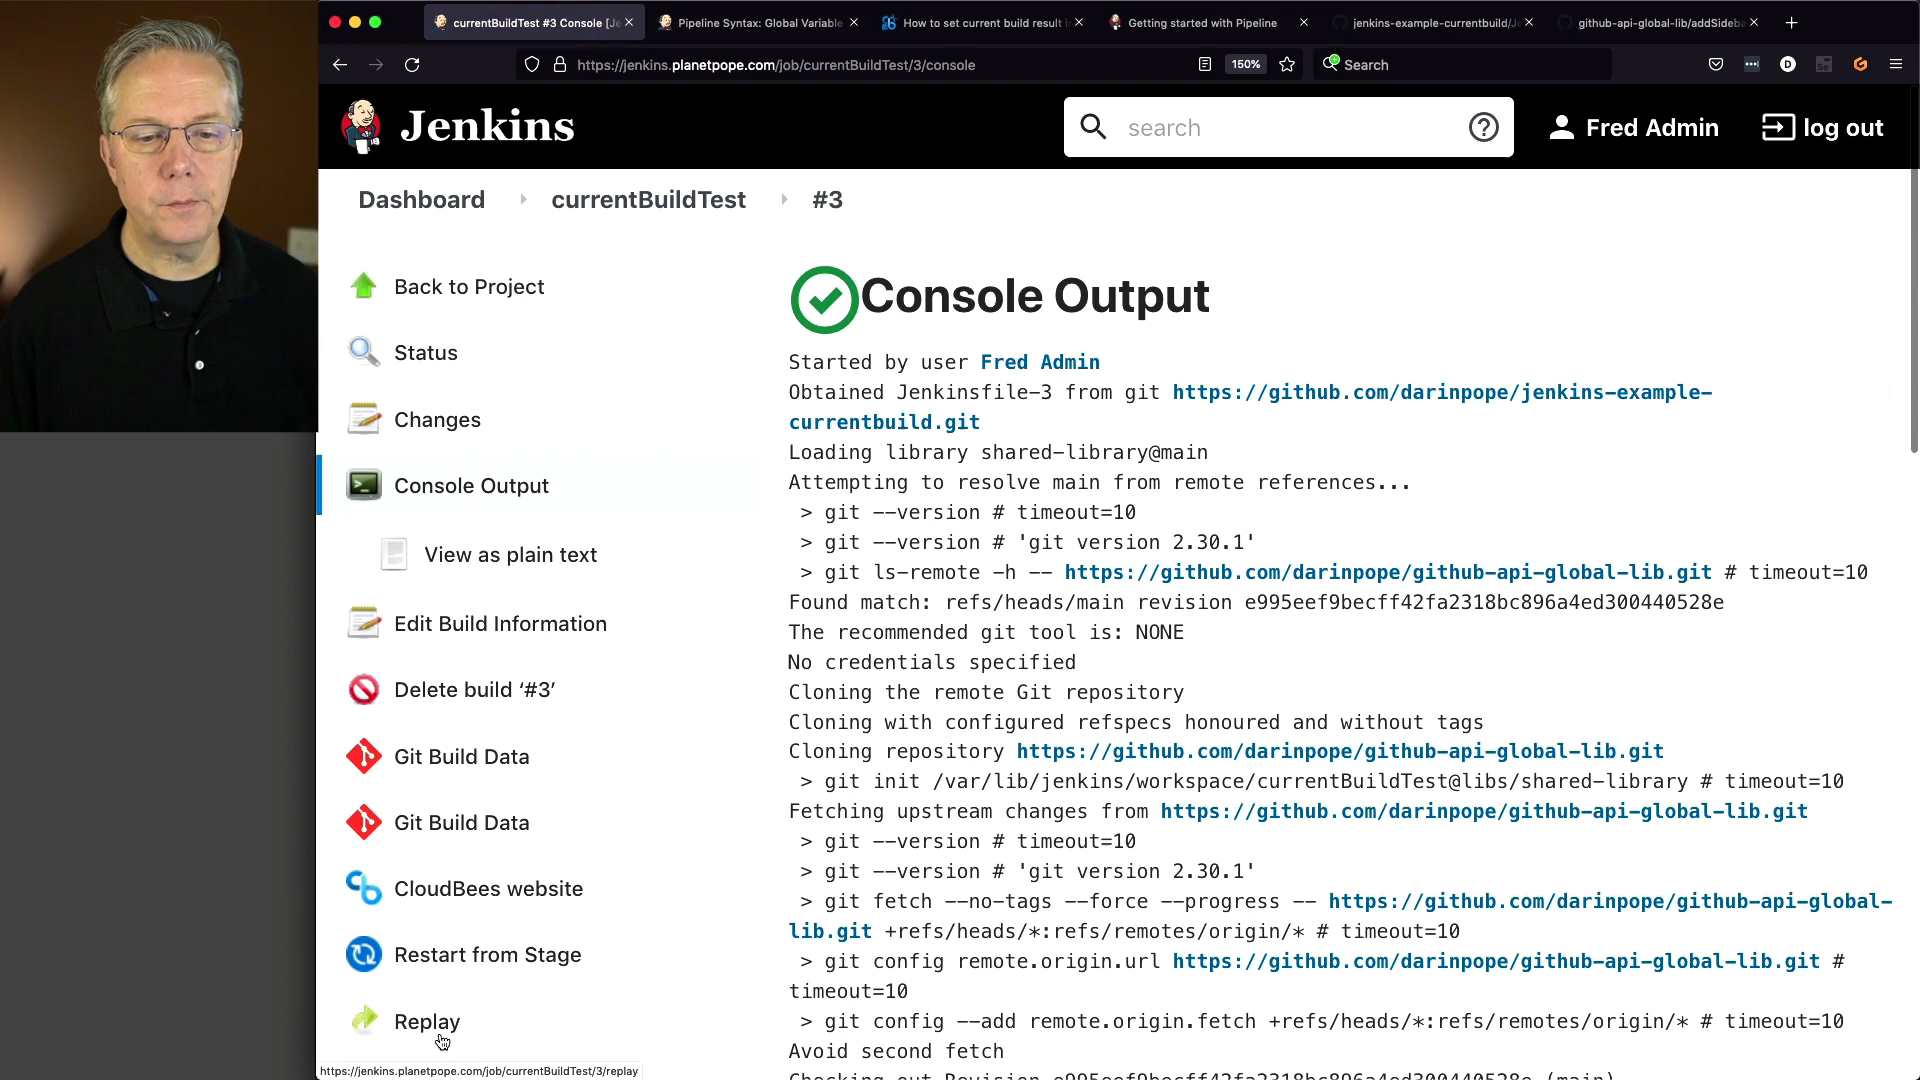 currentBuildTest #3 Console [Je
Pipeline Syntax: Global Variable
How to set current build result in
Getting started with Pipeline
jenkins-example-currentbuild/Je
github-api-global-lib/addSideba
https://jenkins.planetpope.com/job/currentBuildTest/3/console
150%
Search
Jenkins
search
Fred Admin
log out
Dashboard
currentBuildTest
#3
Back to Project
Status
Changes
Console Output
View as plain text
Edit Build Information
Delete build ‘#3’
Git Build Data
Git Build Data
CloudBees website
Restart from Stage
Replay
https://jenkins.planetpope.com/job/currentBuildTest/3/replay
Console Output
Started by user Fred Admin
Obtained Jenkinsfile-3 from git https://github.com/darinpope/jenkins-example-
currentbuild.git
Loading library shared-library@main
Attempting to resolve main from remote references...
> git --version # timeout=10
> git --version # 'git version 2.30.1'
> git ls-remote -h -- https://github.com/darinpope/github-api-global-lib.git # timeout=10
Found match: refs/heads/main revision e995eef9becff42fa2318bc896a4ed300440528e
The recommended git tool is: NONE
No credentials specified
Cloning the remote Git repository
Cloning with configured refspecs honoured and without tags
Cloning repository https://github.com/darinpope/github-api-global-lib.git
> git init /var/lib/jenkins/workspace/currentBuildTest@libs/shared-library # timeout=10
Fetching upstream changes from https://github.com/darinpope/github-api-global-lib.git
> git --version # timeout=10
> git --version # 'git version 2.30.1'
> git fetch --no-tags --force --progress -- https://github.com/darinpope/github-api-global-
lib.git +refs/heads/*:refs/remotes/origin/* # timeout=10
> git config remote.origin.url https://github.com/darinpope/github-api-global-lib.git #
timeout=10
> git config --add remote.origin.fetch +refs/heads/*:refs/remotes/origin/* # timeout=10
Avoid second fetch
Checking out Revision e995eef9becff42fa2318bc896a4ed300440528e (main)